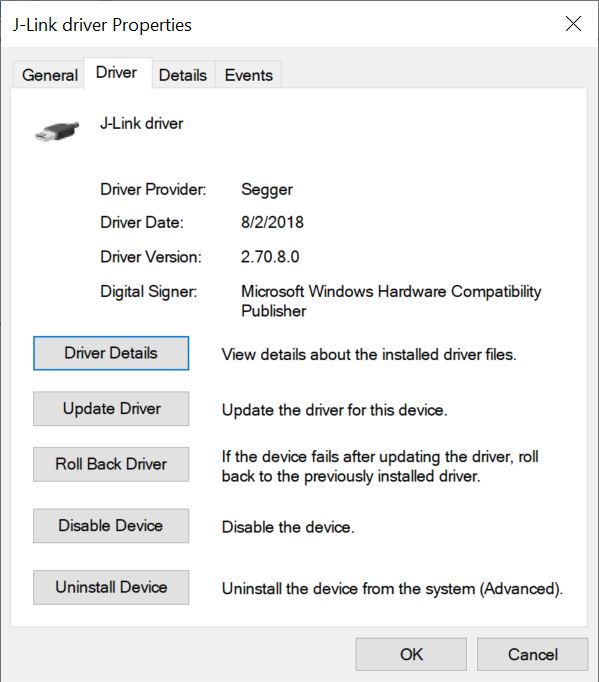 J-Link driver Properties
General Driver Details Events
J-Link driver
Driver Provider: Segger
Driver Date: 8/2/2018
Driver Version: 2.70.8.0
Digital Signer: Microsoft Windows Hardware Compatibility
Publisher
Driver Details View details about the installed driver files.
Update Driver Update the driver for this device.
Roll Back Driver If the device fails after updating the driver, roll
back to the previously installed driver.
Disable Device Disable the device.
Uninstall Device Uninstall the device from the system (Advanced).
OK Cancel